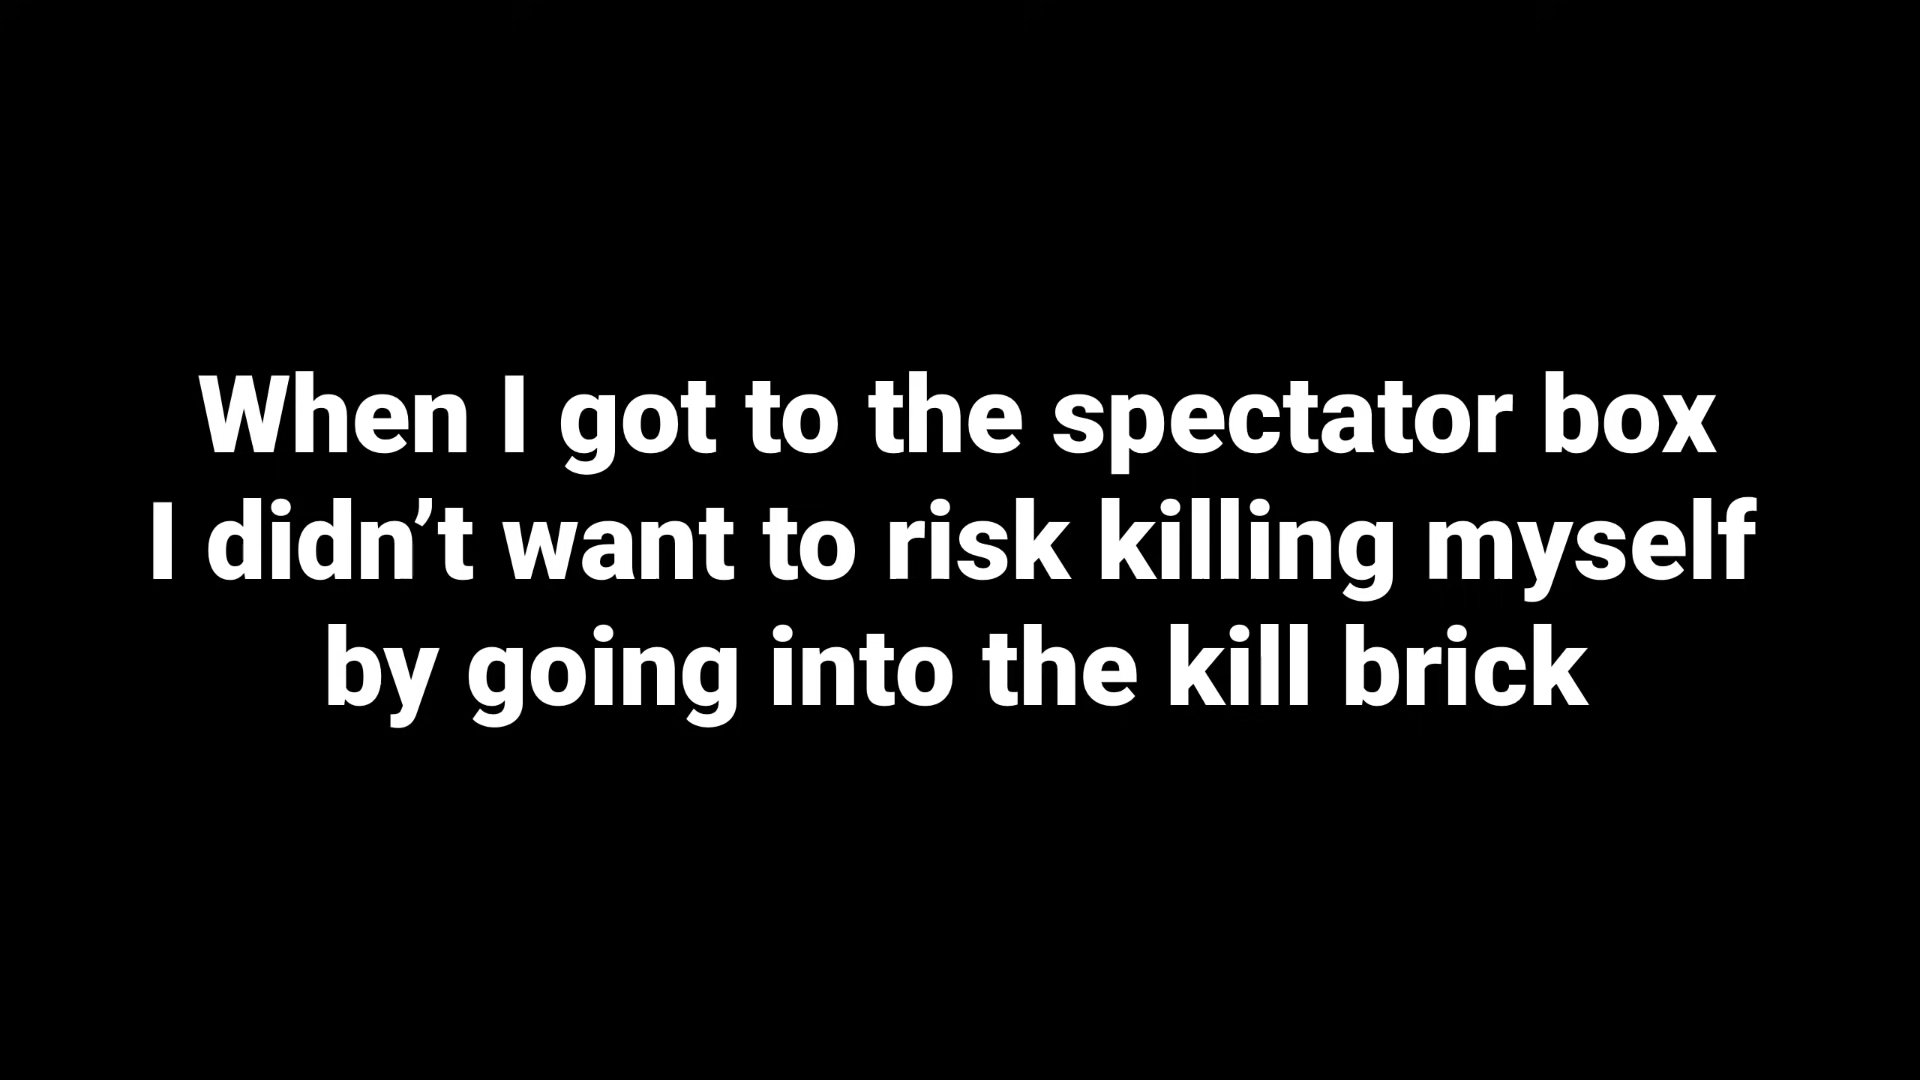 When I got to the spectator box
I didn’t want to risk killing myself
by going into the kill brick